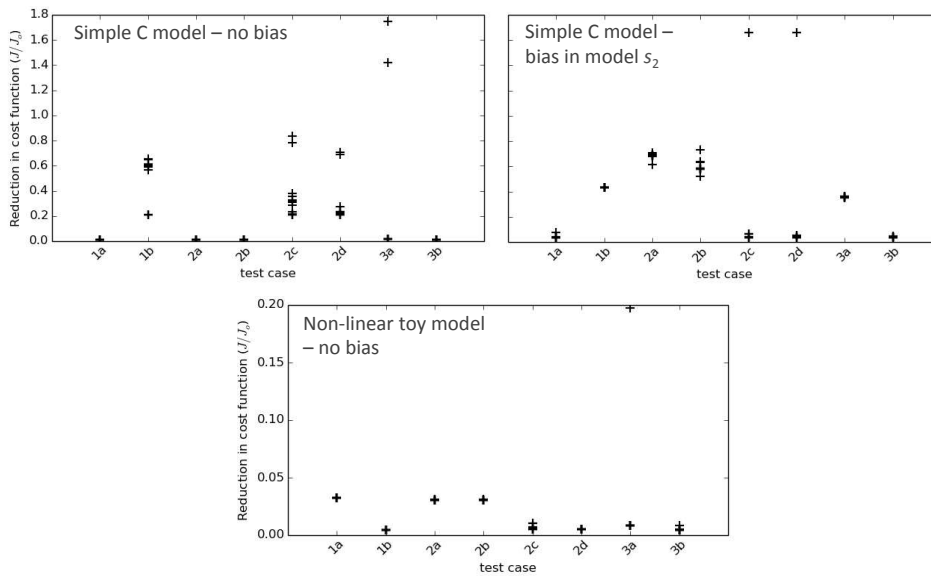 Simple C model – no bias
Reduction in cost function (J/Jₒ)
1.8
1.6
1.4
1.2
1.0
0.8
0.6
0.4
0.2
0.0
1a 1b 2a 2b 2c 2d 3a 3b
test case
Simple C model –
bias in model s₂
1a 1b 2a 2b 2c 2d 3a 3b
test case
Non-linear toy model
– no bias
Reduction in cost function (J/Jₒ)
0.20
0.15
0.10
0.05
0.00
1a 1b 2a 2b 2c 2d 3a 3b
test case